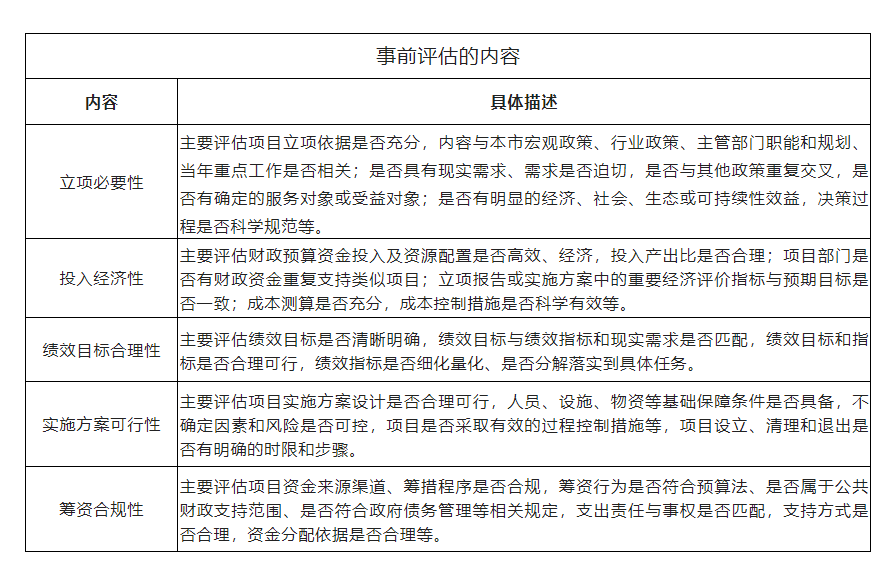 事前评估的内容
内容
具体描述
立项必要性
主要评估项目立项依据是否充分，内容与本市宏观政策、行业政策、主管部门职能和规划、
当年重点工作是否相关；是否具有现实需求、需求是否迫切，是否与其他政策重复交叉，是
否有确定的服务对象或受益对象；是否有明显的经济、社会、生态或可持续性效益，决策过
程是否科学规范等。
投入经济性
主要评估财政预算资金投入及资源配置是否高效、经济，投入产出比是否合理；项目部门是
否有财政资金重复支持类似项目；立项报告或实施方案中的重要经济评价指标与预期目标是
否一致；成本测算是否充分，成本控制措施是否科学有效等。
绩效目标合理性
主要评估绩效目标是否清晰明确，绩效目标与绩效指标和现实需求是否匹配，绩效目标和指
标是否合理可行，绩效指标是否细化量化、是否分解落实到具体任务。
实施方案可行性
主要评估项目实施方案设计是否合理可行，人员、设施、物资等基础保障条件是否具备，不
确定因素和风险是否可控，项目是否采取有效的过程控制措施等，项目设立、清理和退出是
否有明确的时限和步骤。
筹资合规性
主要评估项目资金来源渠道、筹措程序是否合规，筹资行为是否符合预算法、是否属于公共
财政支持范围、是否符合政府债务管理等相关规定，支出责任与事权是否匹配，支持方式是
否合理，资金分配依据是否合理等。